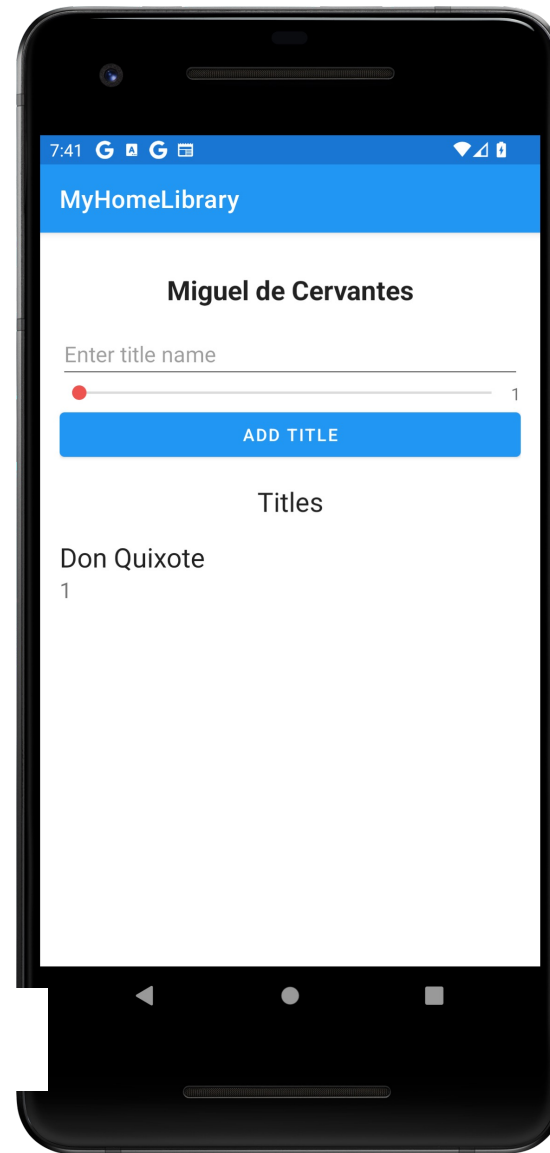 7:41 G A G
MyHomeLibrary
Miguel de Cervantes
Enter title name
1
ADD TITLE
Titles
Don Quixote
1